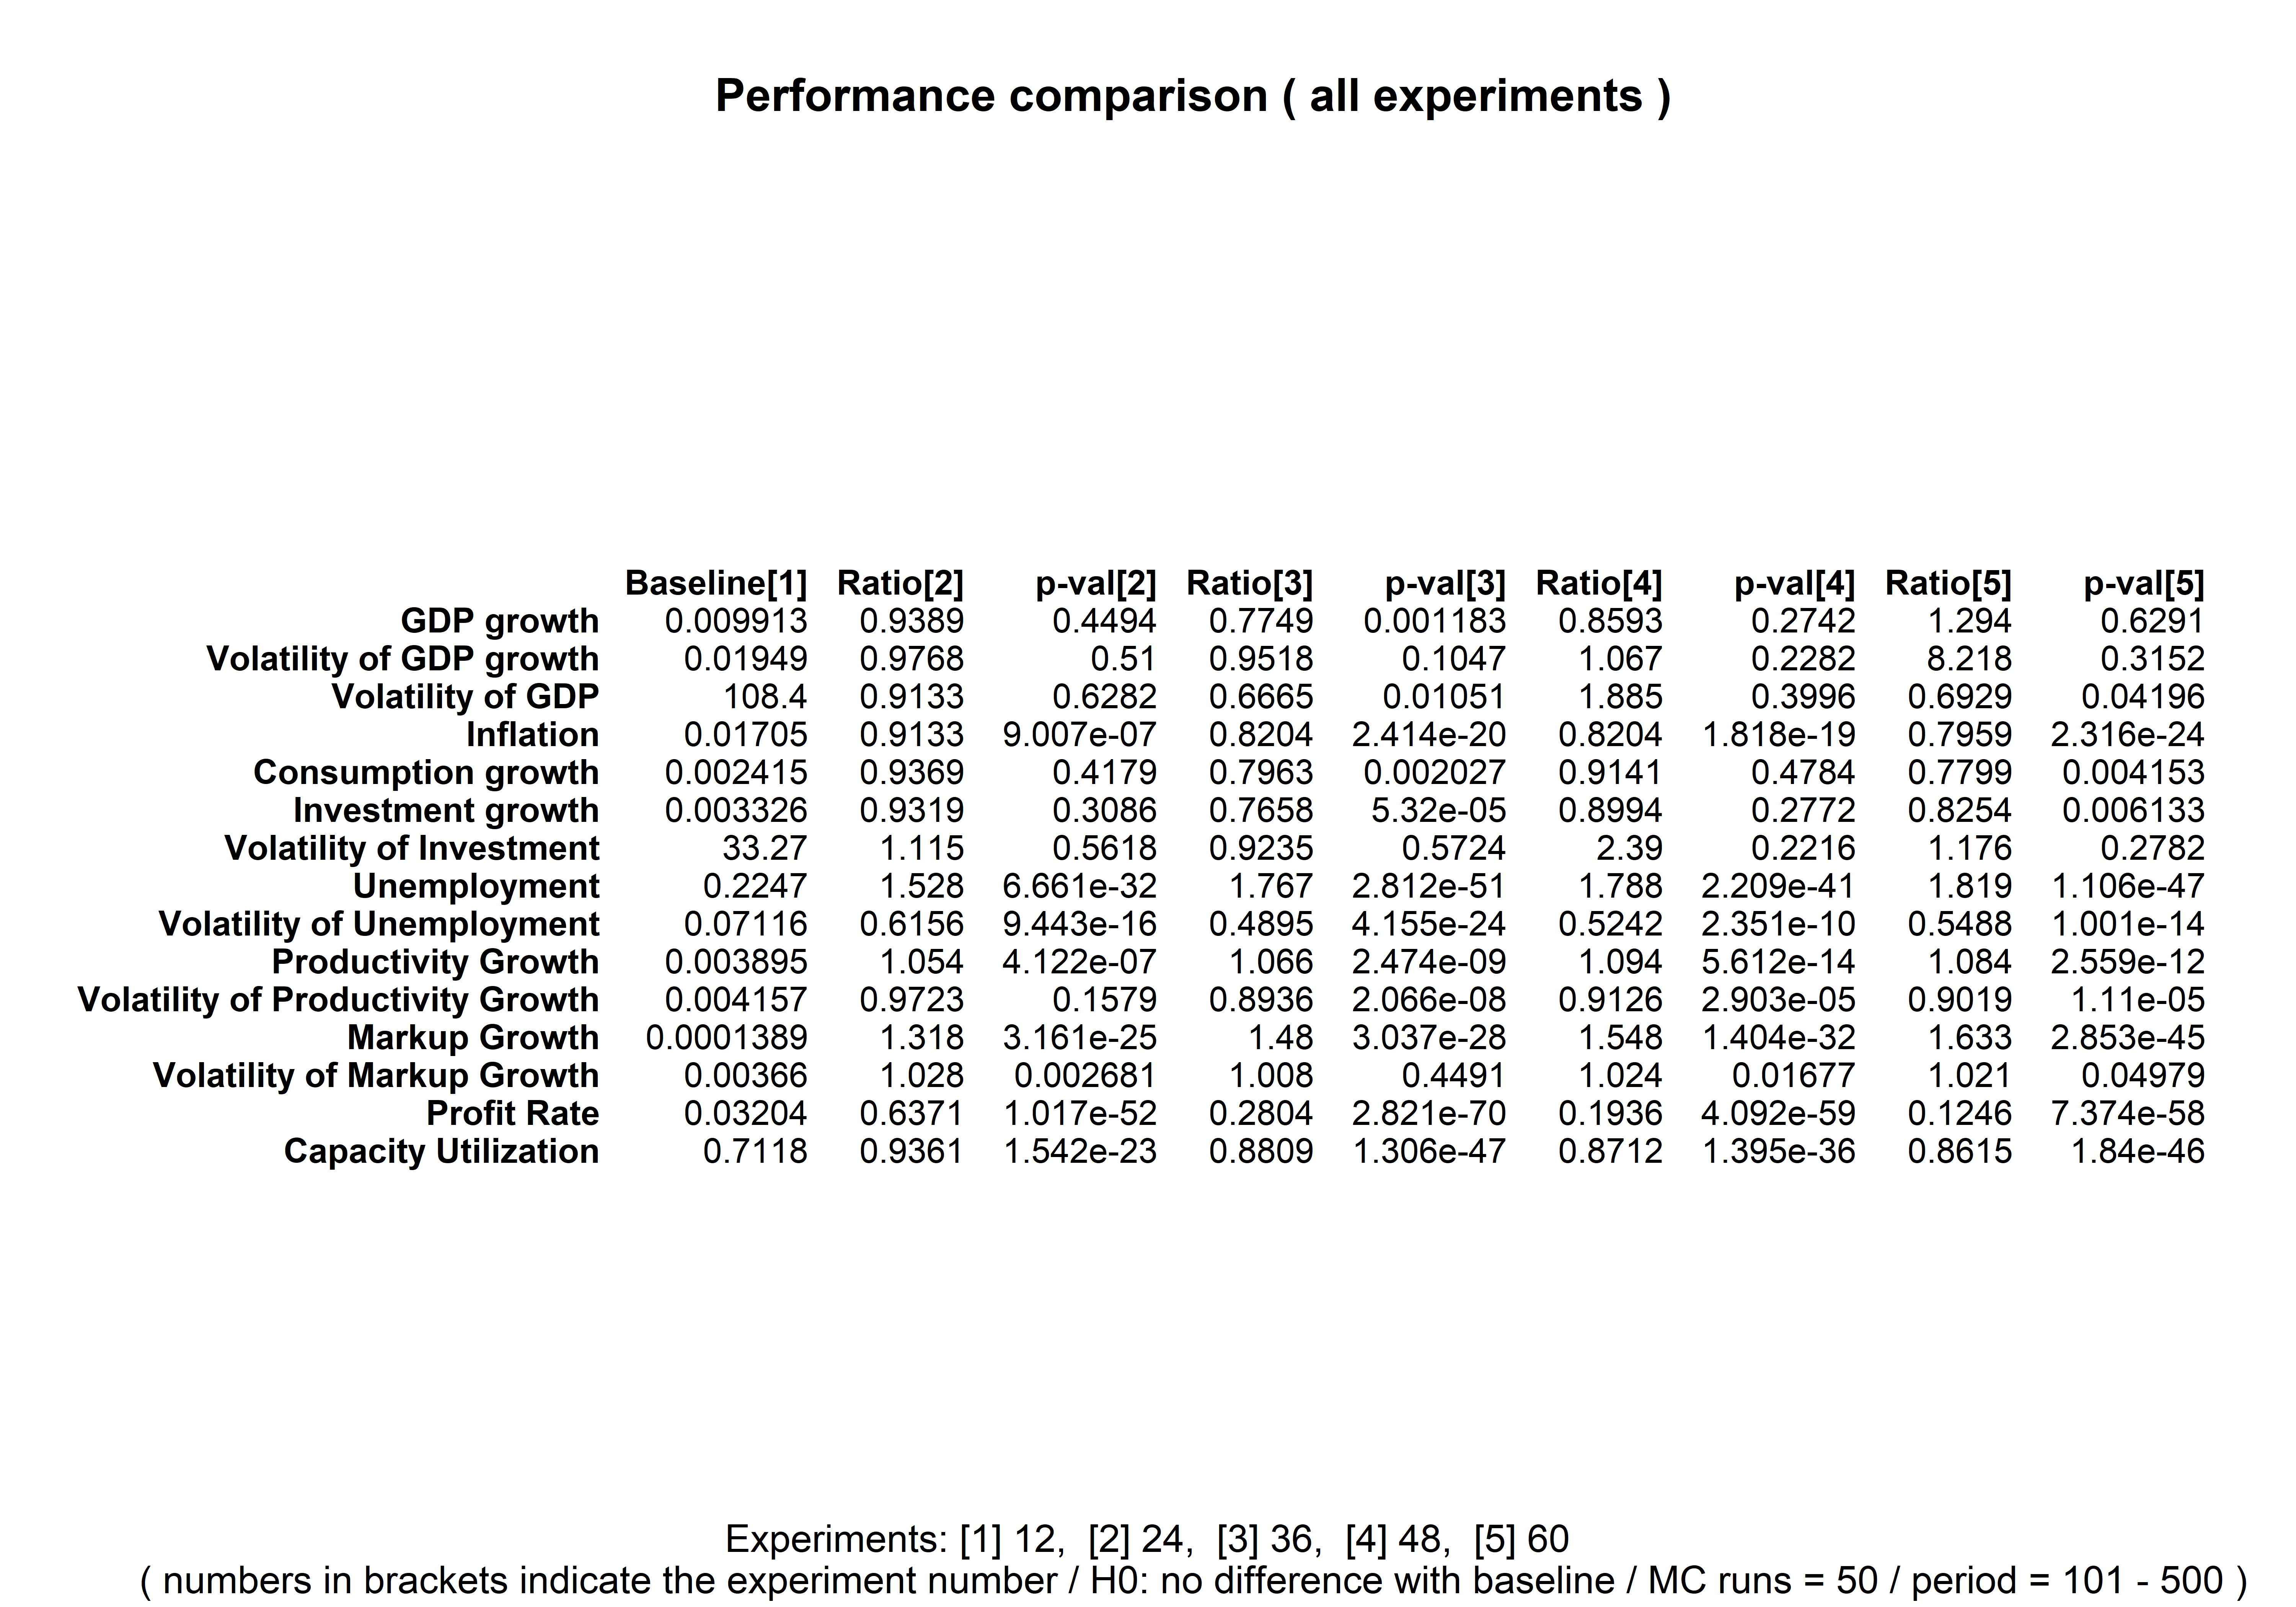 Performance comparison ( all experiments )
Baseline[1] Ratio[2] p-val[2] Ratio[3] p-val[3] Ratio[4] p-val[4] Ratio[5] p-val[5]
GDP growth 0.009913 0.9389 0.4494 0.7749 0.001183 0.8593 0.2742 1.294 0.6291
Volatility of GDP growth 0.01949 0.9768 0.51 0.9518 0.1047 1.067 0.2282 8.218 0.3152
Volatility of GDP 108.4 0.9133 0.6282 0.6665 0.01051 1.885 0.3996 0.6929 0.04196
Inflation 0.01705 0.9133 9.007e-07 0.8204 2.414e-20 0.8204 1.818e-19 0.7959 2.316e-24
Consumption growth 0.002415 0.9369 0.4179 0.7963 0.002027 0.9141 0.4784 0.7799 0.004153
Investment growth 0.003326 0.9319 0.3086 0.7658 5.32e-05 0.8994 0.2772 0.8254 0.006133
Volatility of Investment 33.27 1.115 0.5618 0.9235 0.5724 2.39 0.2216 1.176 0.2782
Unemployment 0.2247 1.528 6.661e-32 1.767 2.812e-51 1.788 2.209e-41 1.819 1.106e-47
Volatility of Unemployment 0.07116 0.6156 9.443e-16 0.4895 4.155e-24 0.5242 2.351e-10 0.5488 1.001e-14
Productivity Growth 0.003895 1.054 4.122e-07 1.066 2.474e-09 1.094 5.612e-14 1.084 2.559e-12
Volatility of Productivity Growth 0.004157 0.9723 0.1579 0.8936 2.066e-08 0.9126 2.903e-05 0.9019 1.11e-05
Markup Growth 0.0001389 1.318 3.161e-25 1.48 3.037e-28 1.548 1.404e-32 1.633 2.853e-45
Volatility of Markup Growth 0.00366 1.028 0.002681 1.008 0.4491 1.024 0.01677 1.021 0.04979
Profit Rate 0.03204 0.6371 1.017e-52 0.2804 2.821e-70 0.1936 4.092e-59 0.1246 7.374e-58
Capacity Utilization 0.7118 0.9361 1.542e-23 0.8809 1.306e-47 0.8712 1.395e-36 0.8615 1.84e-46
Experiments: [1] 12, [2] 24, [3] 36, [4] 48, [5] 60
( numbers in brackets indicate the experiment number / H0: no difference with baseline / MC runs = 50 / period = 101 - 500 )